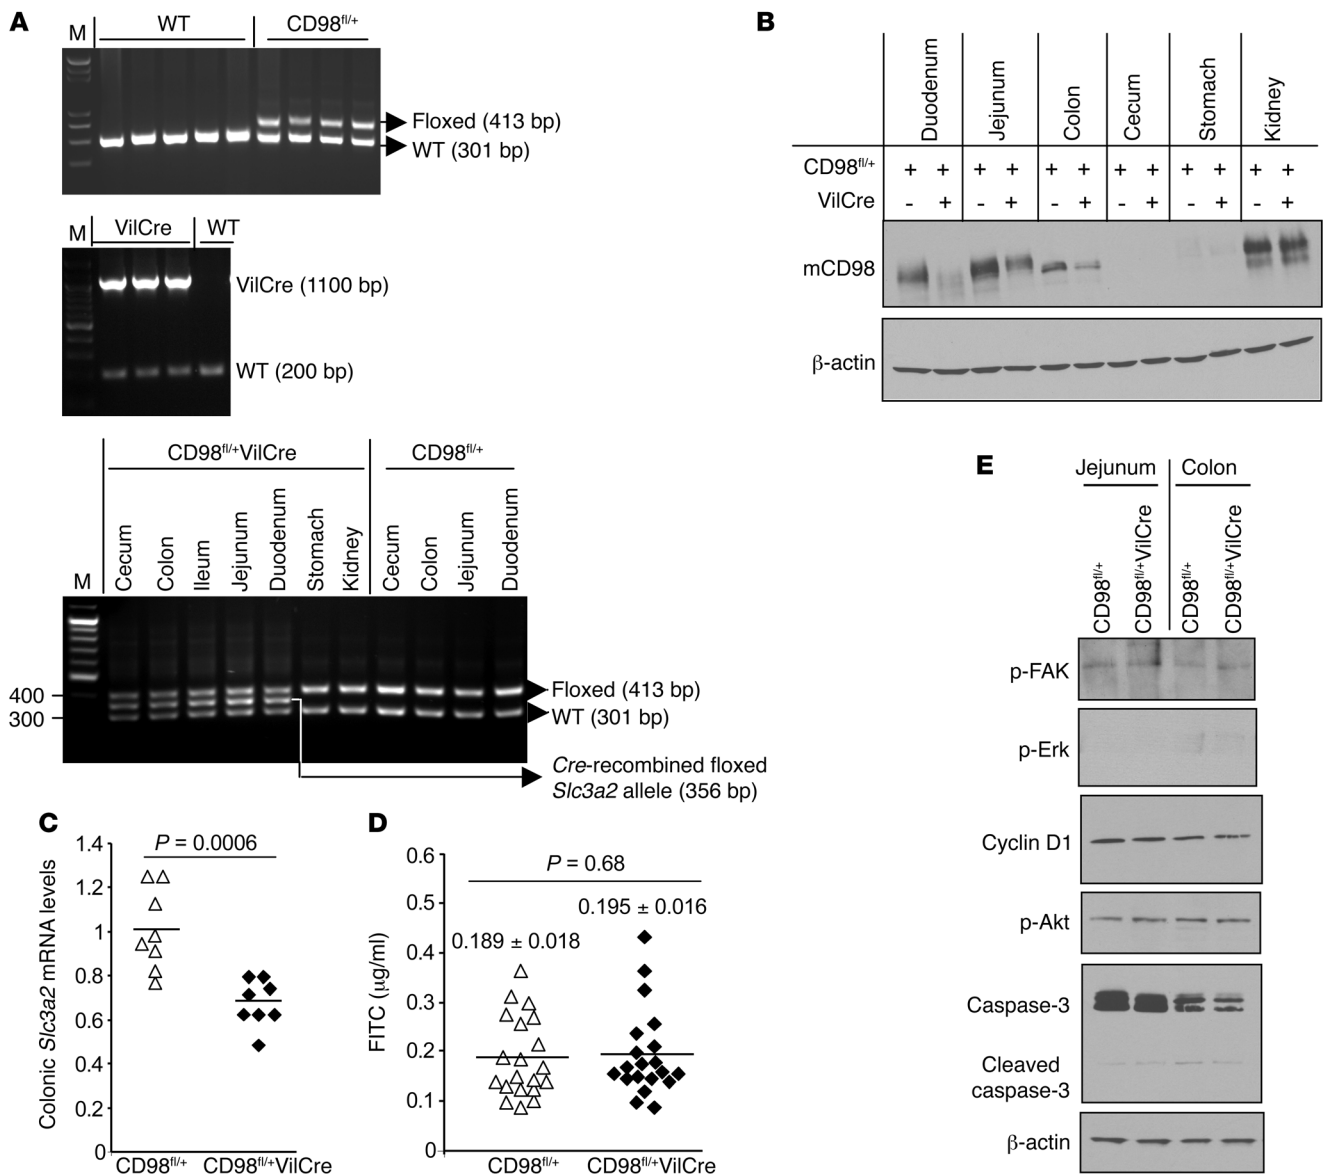 A
M
WT
CD98fl/+
Floxed (413 bp)
WT (301 bp)
M
VilCre
WT
VilCre (1100 bp)
WT (200 bp)
CD98fl/+VilCre
CD98fl/+
M
Cecum
Colon
Ileum
Jejunum
Duodenum
Stomach
Kidney
Cecum
Colon
Jejunum
Duodenum
400
300
Floxed (413 bp)
WT (301 bp)
Cre-recombined floxed
Slc3a2 allele (356 bp)
B
Duodenum
Jejunum
Colon
Cecum
Stomach
Kidney
CD98fl/+ + + + + + + + + + + + +
VilCre - + - + - + - + - + - +
mCD98
β-actin
C
Colonic Slc3a2 mRNA levels
P = 0.0006
1.4
1.2
1
0.8
0.6
0.4
0.2
0
CD98fl/+
CD98fl/+VilCre
D
FITC (μg/ml)
P = 0.68
0.189 ± 0.018
0.195 ± 0.016
0.6
0.5
0.4
0.3
0.2
0.1
0
CD98fl/+
CD98fl/+VilCre
E
Jejunum
Colon
CD98fl/+
CD98fl/+VilCre
CD98fl/+
CD98fl/+VilCre
p-FAK
p-Erk
Cyclin D1
p-Akt
Caspase-3
Cleaved
caspase-3
β-actin